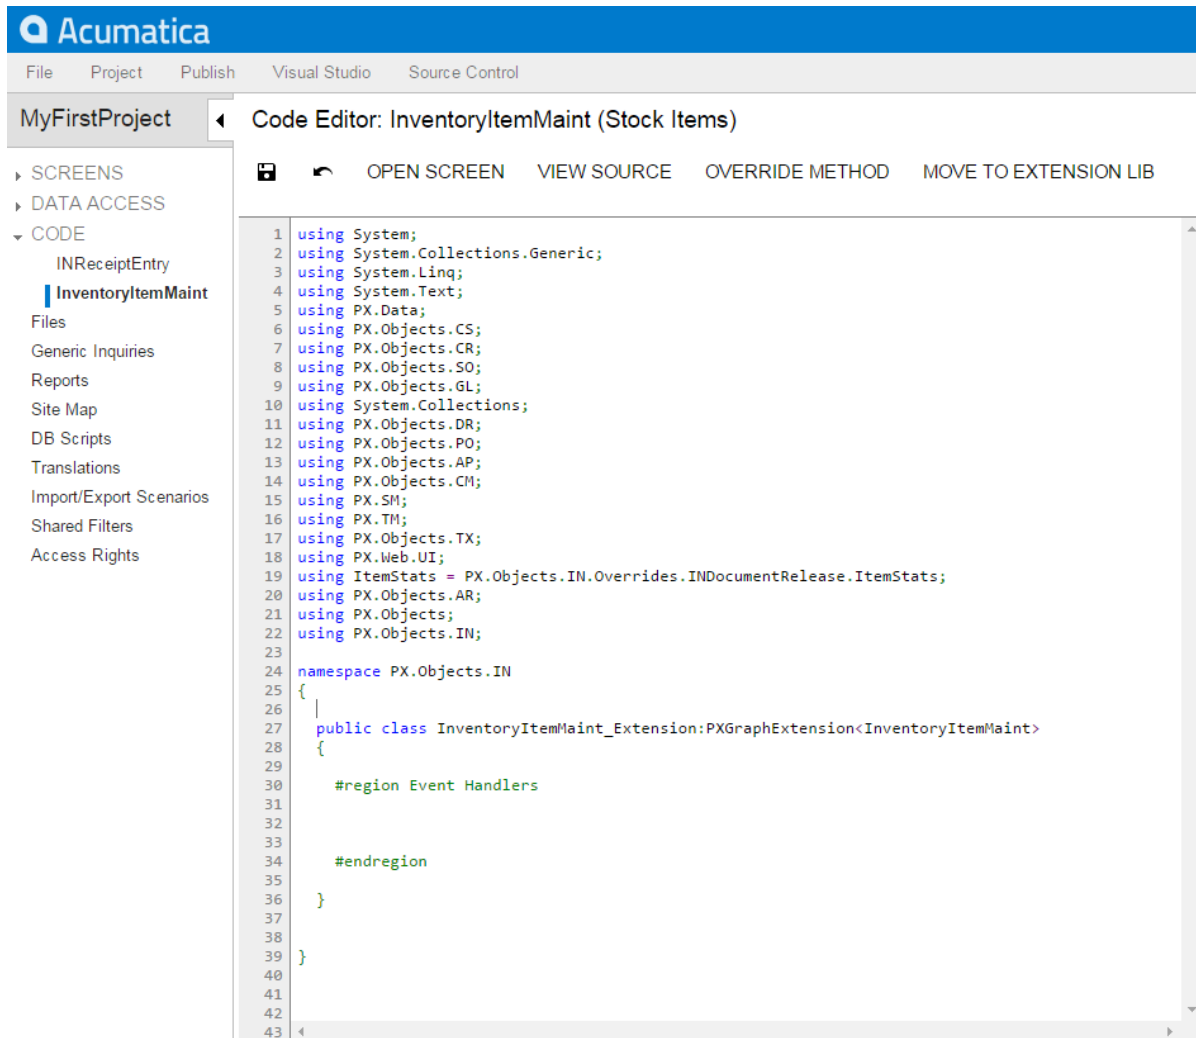 Acumatica
File Project Publish Visual Studio Source Control
MyFirstProject
Code Editor: InventoryItemMaint (Stock Items)
SCREENS
DATA ACCESS
CODE
INReceiptEntry
InventoryItemMaint
Files
Generic Inquiries
Reports
Site Map
DB Scripts
Translations
Import/Export Scenarios
Shared Filters
Access Rights
OPEN SCREEN VIEW SOURCE OVERRIDE METHOD MOVE TO EXTENSION LIB
1 using System;
2 using System.Collections.Generic;
3 using System.Linq;
4 using System.Text;
5 using PX.Data;
6 using PX.Objects.CS;
7 using PX.Objects.CR;
8 using PX.Objects.SO;
9 using PX.Objects.GL;
10 using System.Collections;
11 using PX.Objects.DR;
12 using PX.Objects.PO;
13 using PX.Objects.AP;
14 using PX.Objects.CM;
15 using PX.SM;
16 using PX.TM;
17 using PX.Objects.TX;
18 using PX.Web.UI;
19 using ItemStats = PX.Objects.IN.Overrides.INDocumentRelease.ItemStats;
20 using PX.Objects.AR;
21 using PX.Objects;
22 using PX.Objects.IN;
23
24 namespace PX.Objects.IN
25 {
26
27 public class InventoryItemMaint_Extension:PXGraphExtension<InventoryItemMaint>
28 {
29
30 #region Event Handlers
31
32
33
34 #endregion
35
36 }
37
38
39 }
40
41
42
43